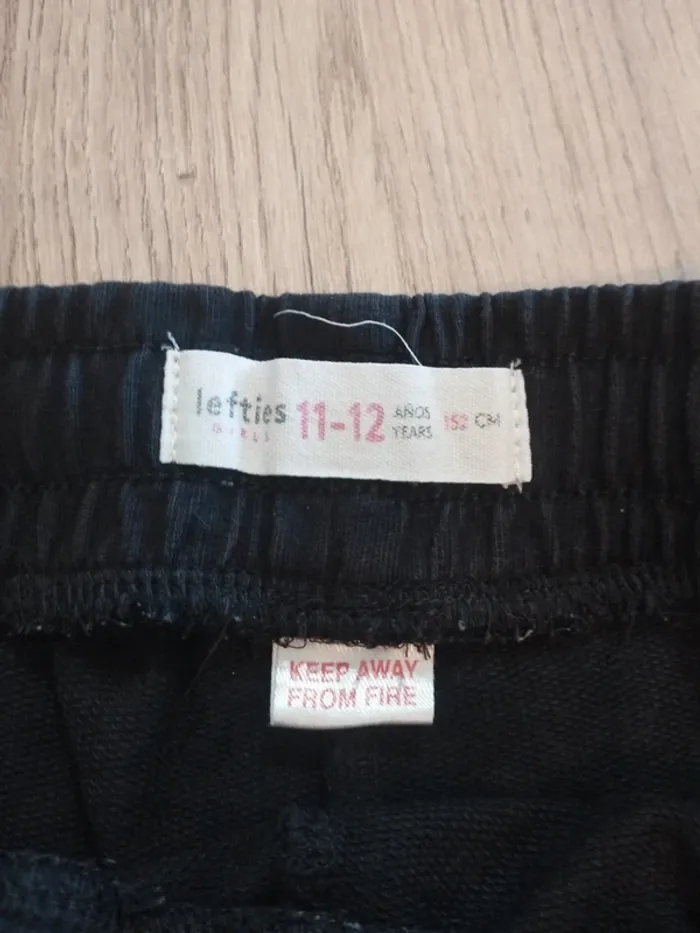 lefties 11-12 AÑOS 152 CM
GIRLS YEARS
KEEP AWAY
FROM FIRE